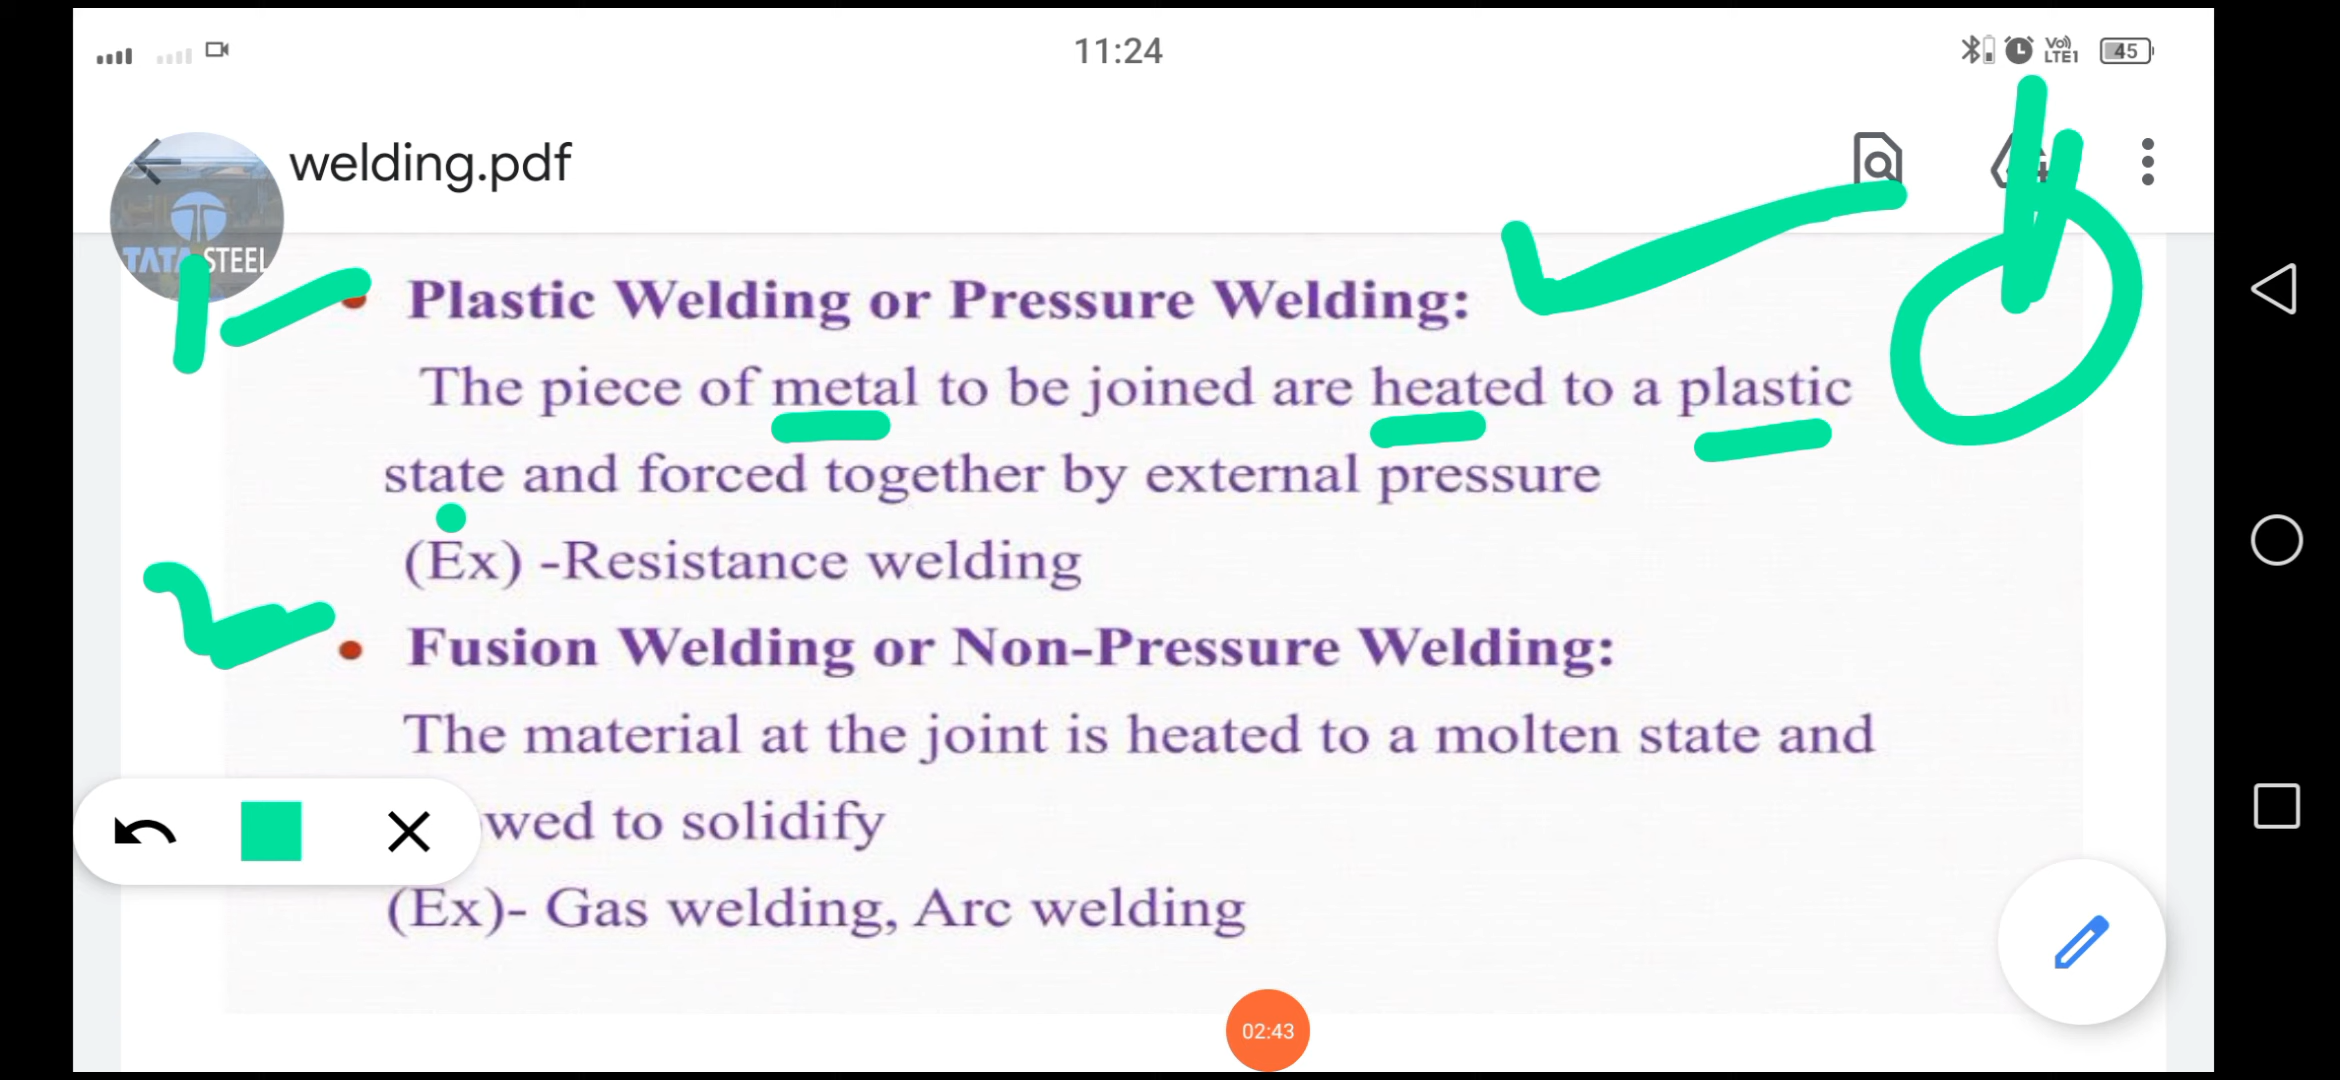 11:24
Vo)
LTE1
45
welding.pdf
TATA STEEL
• Plastic Welding or Pressure Welding:
The piece of metal to be joined are heated to a plastic
state and forced together by external pressure
(Ex) -Resistance welding
• Fusion Welding or Non-Pressure Welding:
The material at the joint is heated to a molten state and
wed to solidify
(Ex)- Gas welding, Arc welding
02:43